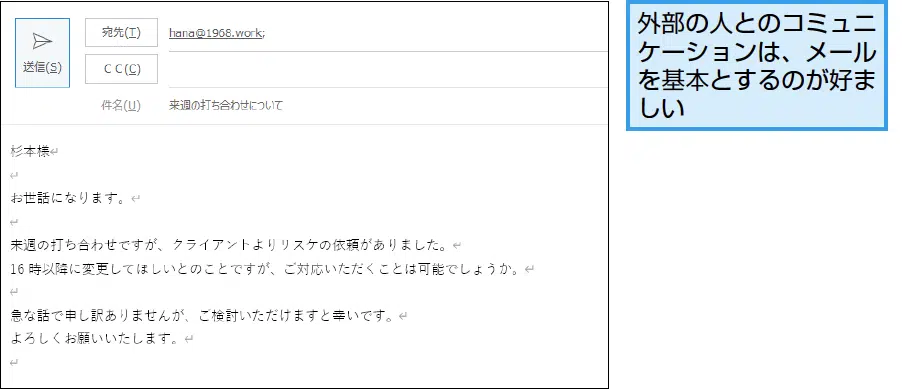 宛先(T)
hana@1968.work;
送信(S)
ＣＣ(C)
件名(U)
来週の打ち合わせについて
杉本様↵
↵
お世話になります。↵
↵
来週の打ち合わせですが、クライアントよりリスケの依頼がありました。↵
16 時以降に変更してほしいとのことですが、ご対応いただくことは可能でしょうか。↵
↵
急な話で申し訳ありませんが、ご検討いただけますと幸いです。↵
よろしくお願いいたします。↵
↵
外部の人とのコミュニ
ケーションは、メール
を基本とするのが好ま
しい